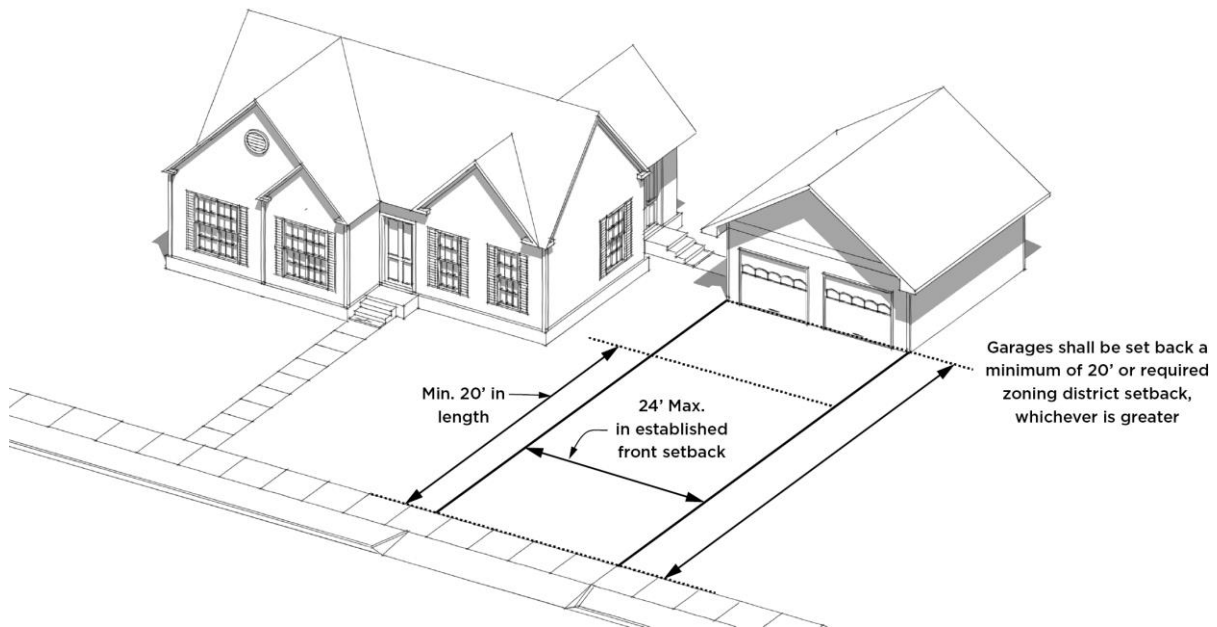 Min. 20' in
length
24' Max.
in established
front setback
Garages shall be set back a
minimum of 20' or required
zoning district setback,
whichever is greater